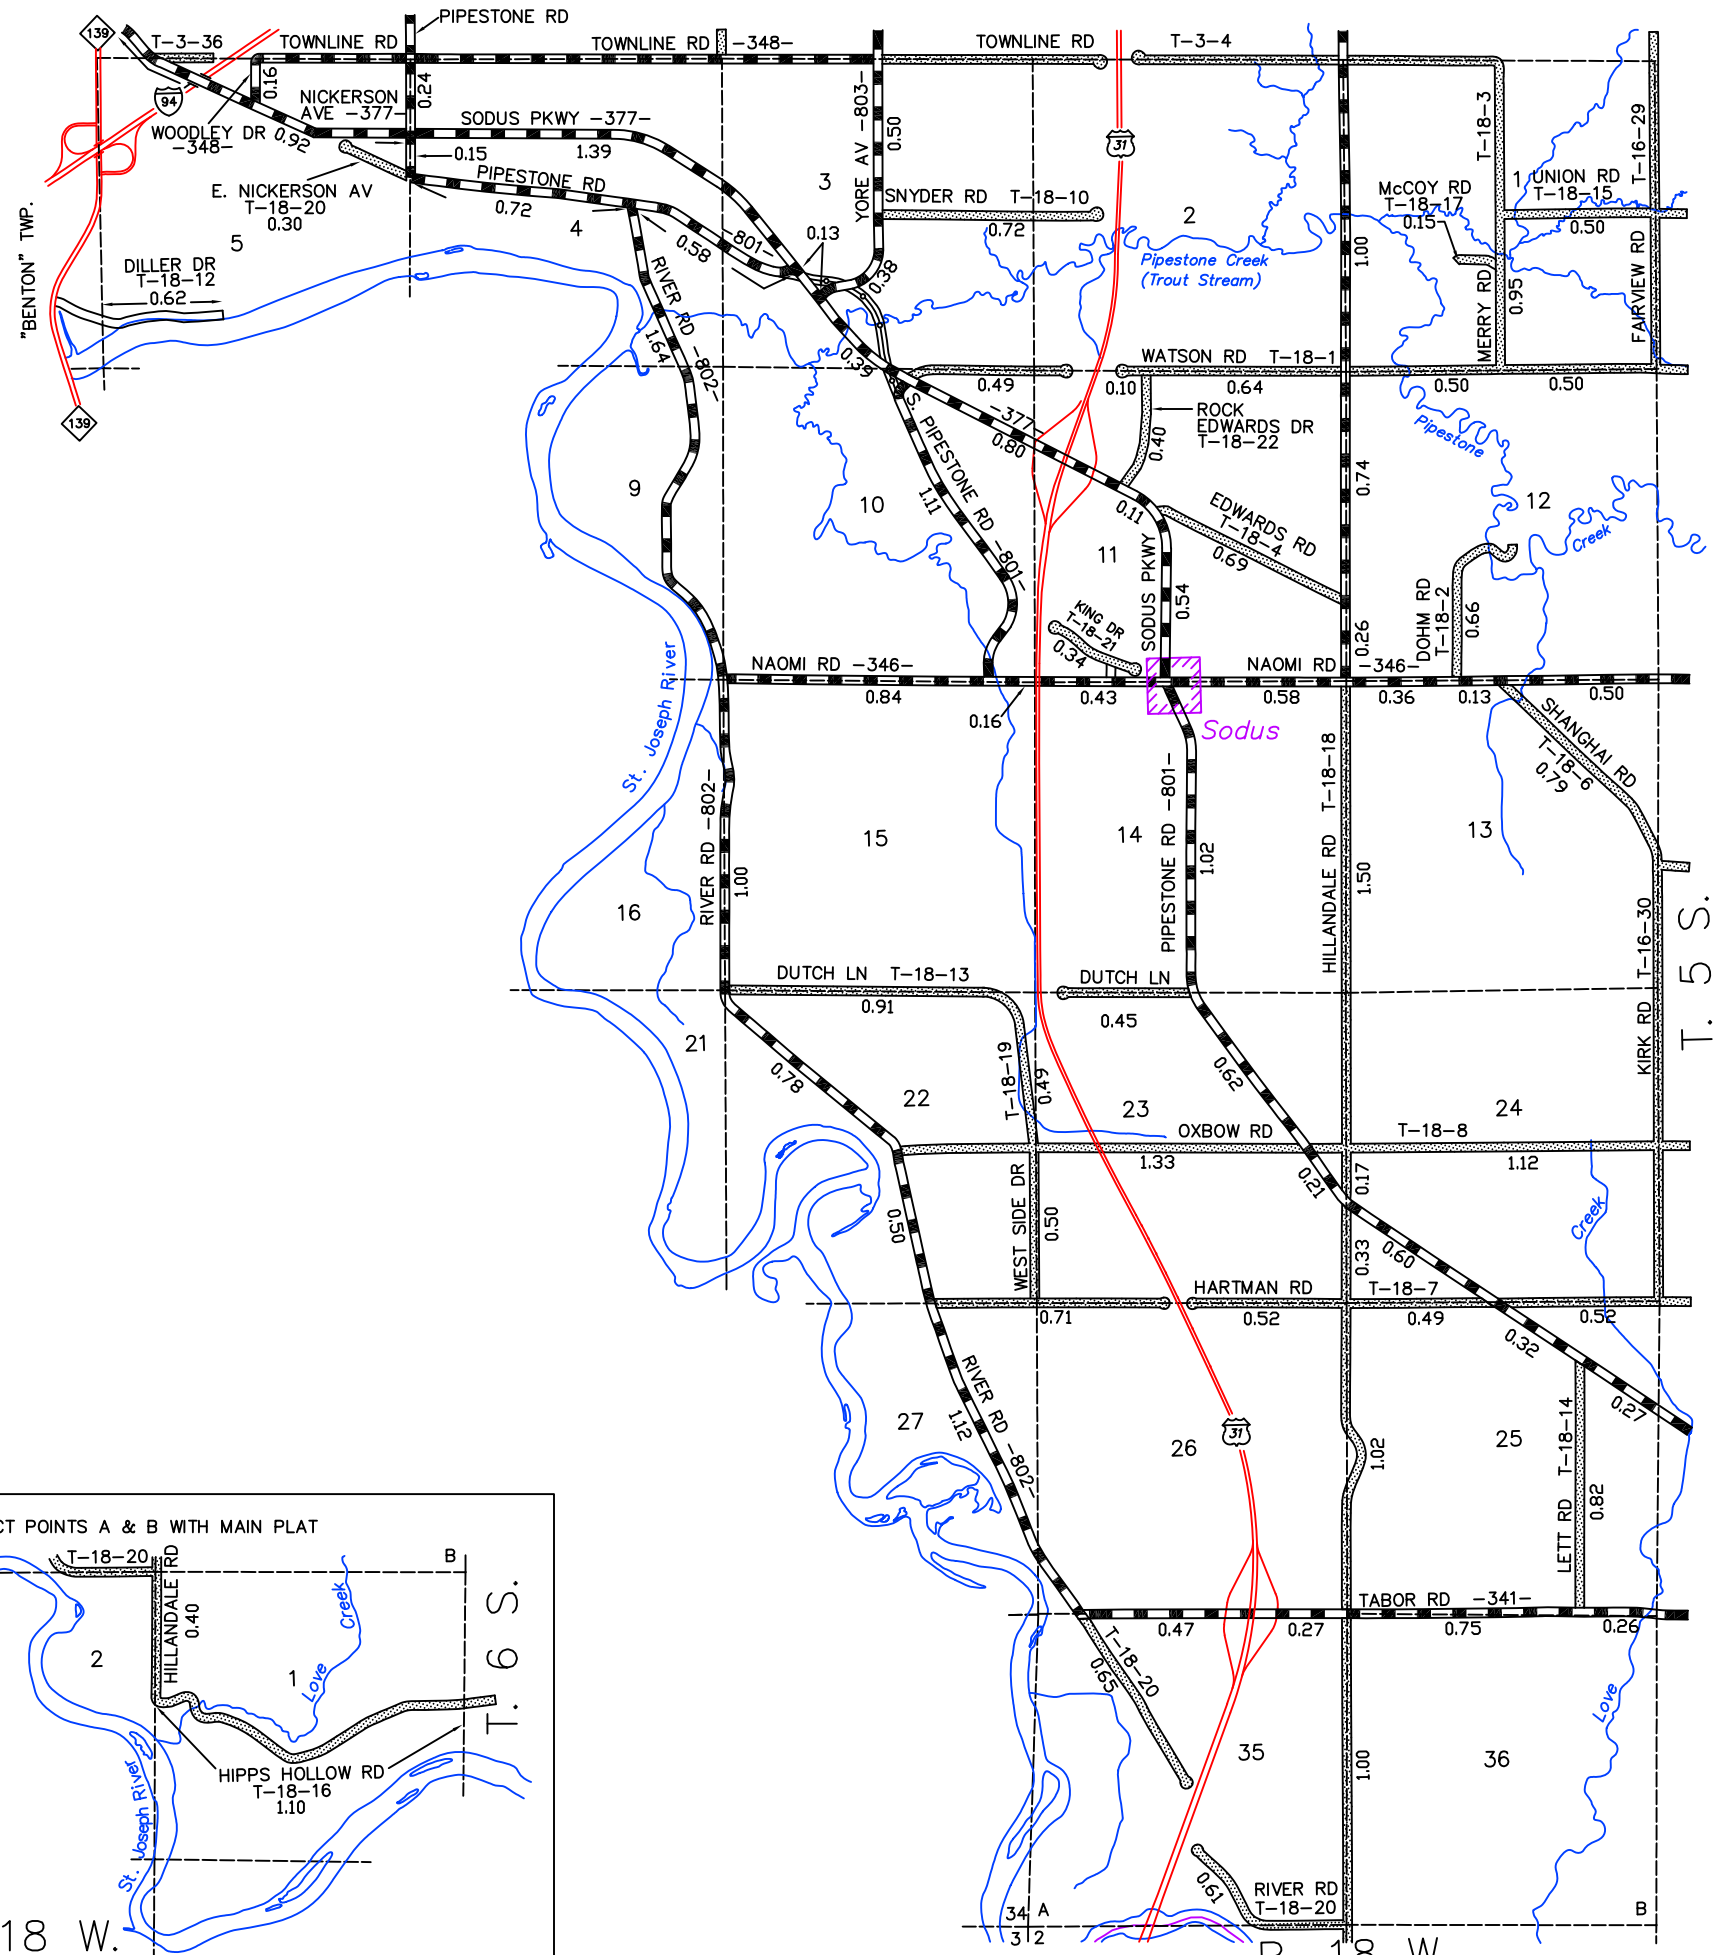 PIPESTONE RD
139
T-3-36
TOWNLINE RD
TOWNLINE RD
-348-
TOWNLINE RD
T-3-4
0.16
0.24
94
NICKERSON
AVE -377-
SODUS PKWY -377-
WOODLEY DR
-348-
0.92
0.15
1.39
YORE AV -803-
0.50
31
T-18-3
T-16-29
E. NICKERSON AV
T-18-20
0.30
PIPESTONE RD
0.72
3
SNYDER RD
T-18-10
0.72
2
McCOY RD
T-18-17
0.15
1
UNION RD
T-18-15
0.50
"BENTON" TWP.
5
4
0.58
-801-
0.13
0.38
1.00
DILLER DR
T-18-12
0.62
RIVER RD -802-
1.64
Pipestone Creek
(Trout Stream)
MERRY RD
0.95
FAIRVIEW RD
0.39
WATSON RD
T-18-1
0.49
0.10
0.64
0.50
0.50
139
-377-
0.80
ROCK
EDWARDS DR
T-18-22
0.40
Pipestone
Creek
S. PIPESTONE RD -801-
1.11
0.74
9
10
0.11
EDWARDS RD
T-18-4
0.69
12
11
SODUS PKWY
0.54
KING DR
T-18-21
0.34
0.26
DOHM RD
T-18-2
0.66
NAOMI RD -346-
0.84
0.16
0.43
NAOMI RD
-346-
0.58
0.36
0.13
0.50
Sodus
St. Joseph River
SHANGHAI RD
T-18-6
0.79
RIVER RD -802-
1.00
15
14
PIPESTONE RD -801-
1.02
HILLANDALE RD T-18-18
1.50
13
16
KIRK RD
T-16-30
T. 5 S.
DUTCH LN
T-18-13
0.91
DUTCH LN
0.45
21
0.78
22
T-18-19
0.49
23
0.62
24
OXBOW RD
T-18-8
1.33
1.12
0.21
0.17
0.50
WEST SIDE DR
0.50
0.33
0.60
Creek
HARTMAN RD
T-18-7
0.71
0.52
0.49
0.52
0.32
RIVER RD -802-
1.12
27
26
31
25
0.27
1.02
LETT RD T-18-14
0.82
TABOR RD
-341-
0.47
0.27
0.75
0.26
T-18-20
0.65
Love
35
36
1.00
0.61
RIVER RD
T-18-20
34
A
3
2
B
R. 18 W.
CT POINTS A & B WITH MAIN PLAT
T-18-20
HILLANDALE RD
0.40
B
Creek
Love
2
1
T. 6 S.
HIPPS HOLLOW RD
T-18-16
1.10
St. Joseph River
18 W.